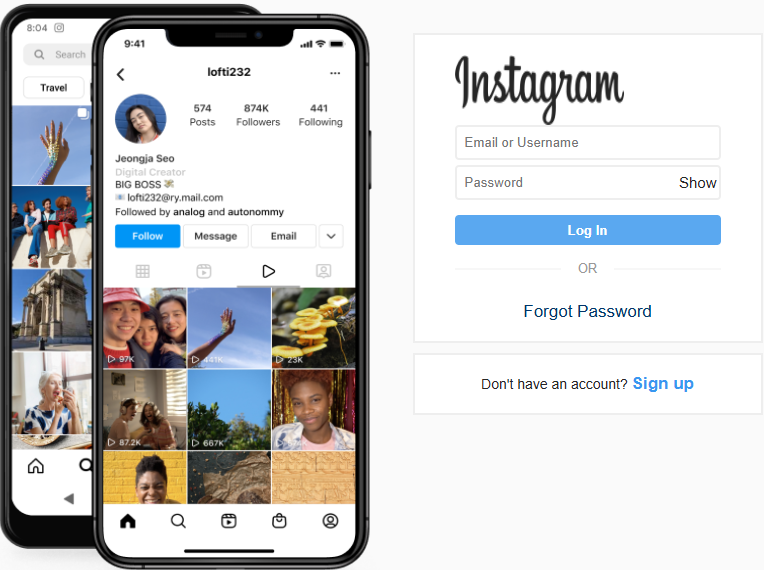 8:04
Search
Travel
9:41
lofti232
574 874K 441
Posts Followers Following
Jeongja Seo
Digital Creator
BIG BOSS 💸
📧 lofti232@ry.mail.com
Followed by analog and autonommy
Follow Message Email
97K 441K 23K
87.2K 667K
Instagram
Email or Username
Password Show
Log In
OR
Forgot Password
Don't have an account? Sign up